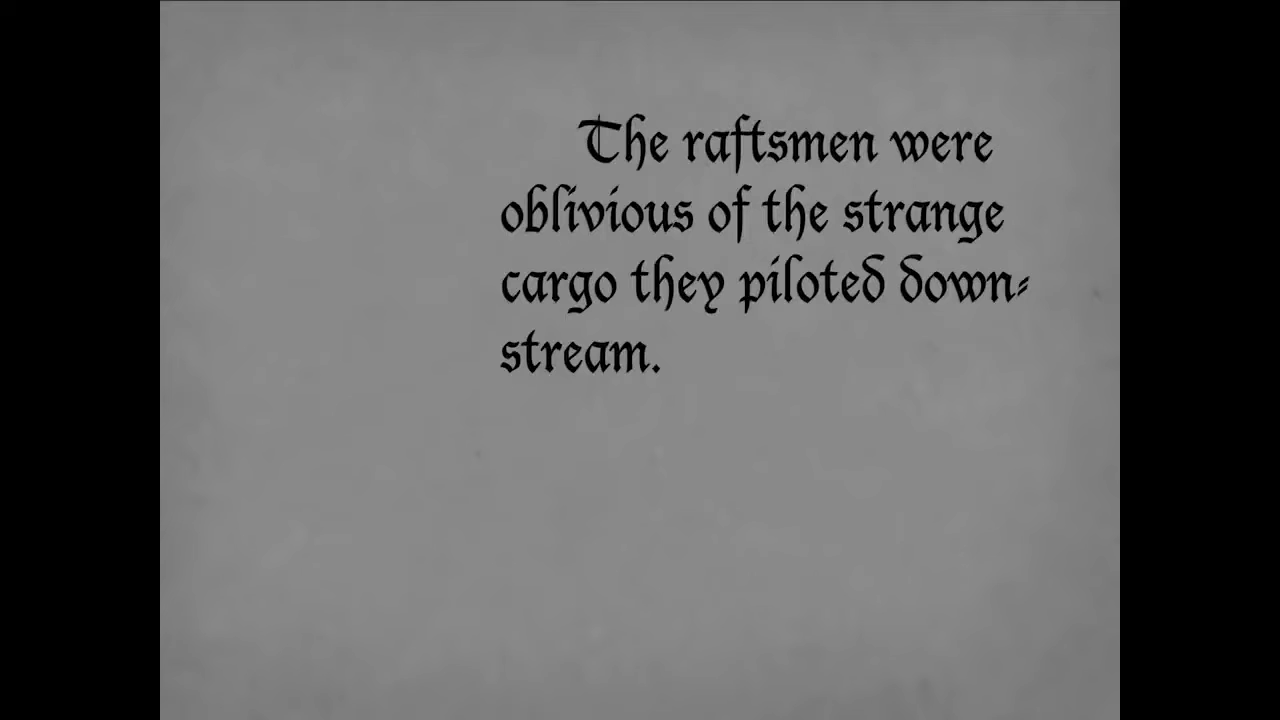 The raftsmen were
oblivious of the strange
cargo they piloted down-
stream.